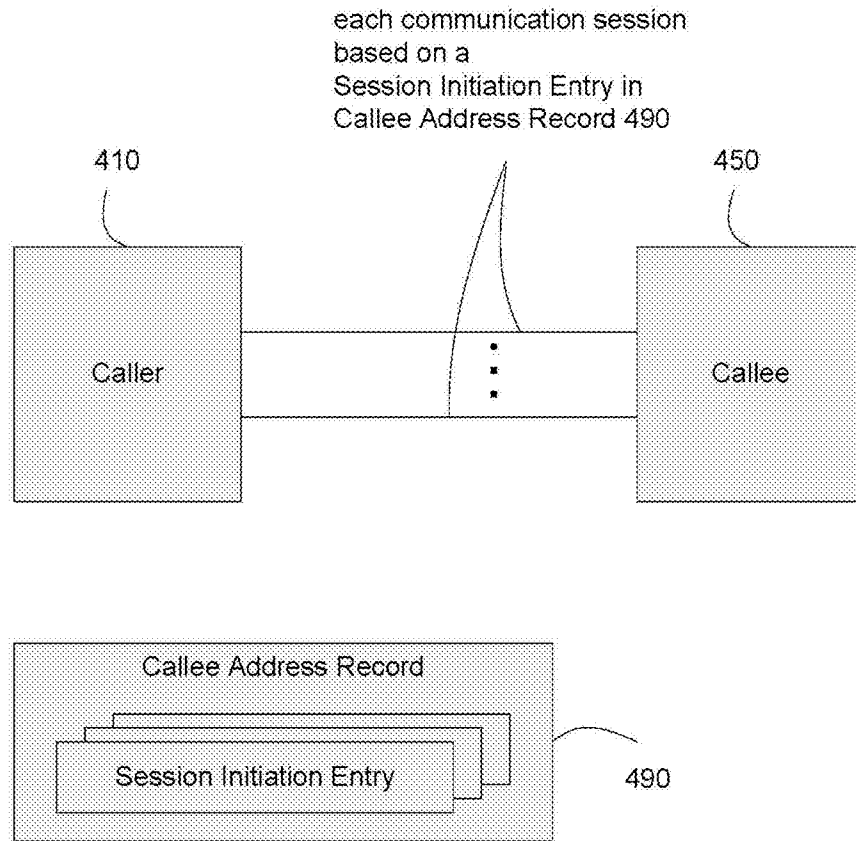 each communication session
based on a
Session Initiation Entry in
Callee Address Record 490
410
450
Caller
Callee
Callee Address Record
Session Initiation Entry
490